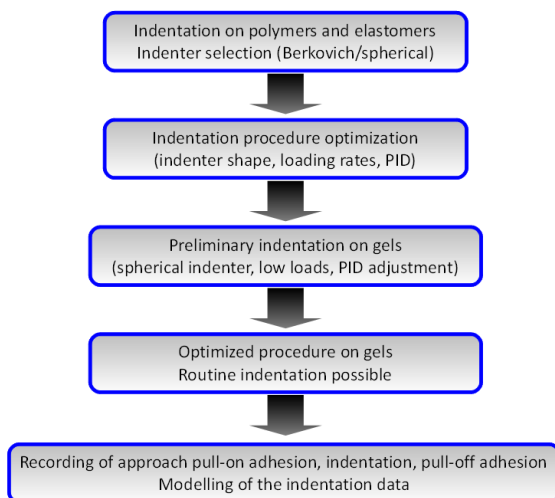 Indentation on polymers and elastomers
Indenter selection (Berkovich/spherical)
Indentation procedure optimization
(indenter shape, loading rates, PID)
Preliminary indentation on gels
(spherical indenter, low loads, PID adjustment)
Optimized procedure on gels
Routine indentation possible
Recording of approach pull-on adhesion, indentation, pull-off adhesion
Modelling of the indentation data